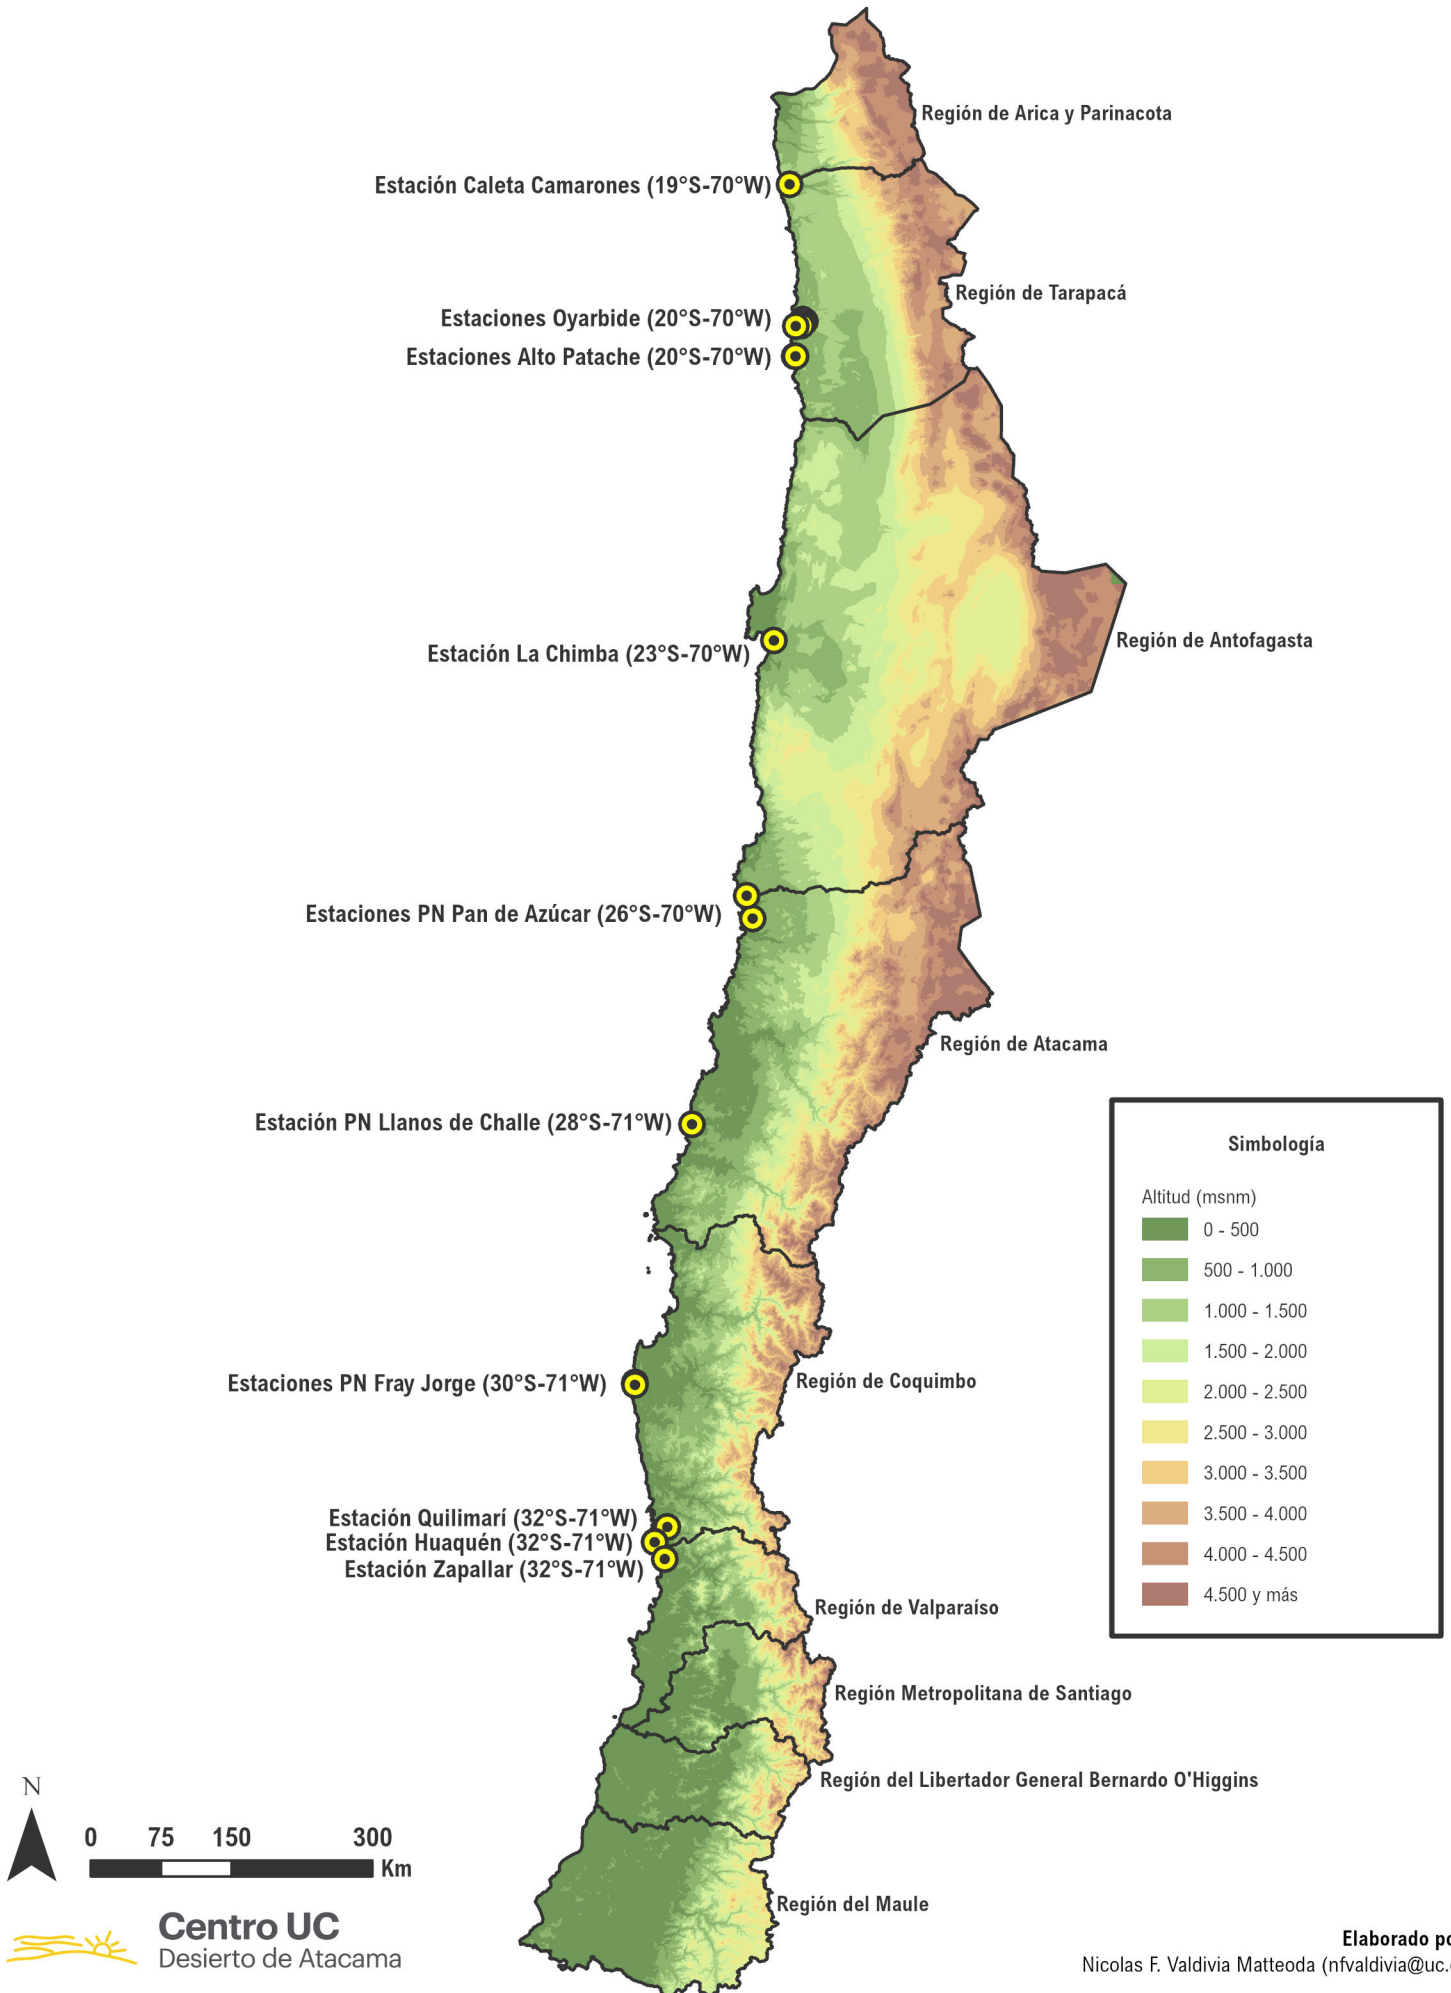 Región de Arica y Parinacota
Estación Caleta Camarones (19°S-70°W)
Región de Tarapacá
Estaciones Oyarbide (20°S-70°W)
Estaciones Alto Patache (20°S-70°W)
Región de Antofagasta
Estación La Chimba (23°S-70°W)
Estaciones PN Pan de Azúcar (26°S-70°W)
Región de Atacama
Estación PN Llanos de Challe (28°S-71°W)
Simbología
Altitud (msnm)
0 - 500
500 - 1.000
1.000 - 1.500
1.500 - 2.000
2.000 - 2.500
2.500 - 3.000
3.000 - 3.500
3.500 - 4.000
4.000 - 4.500
4.500 y más
Estaciones PN Fray Jorge (30°S-71°W)
Región de Coquimbo
Estación Quilimarí (32°S-71°W)
Estación Huaquén (32°S-71°W)
Estación Zapallar (32°S-71°W)
Región de Valparaíso
Región Metropolitana de Santiago
Región del Libertador General Bernardo O'Higgins
Región del Maule
N
0 75 150 300
Km
Centro UC
Desierto de Atacama
Elaborado po
Nicolas F. Valdivia Matteoda (nfvaldivia@uc.